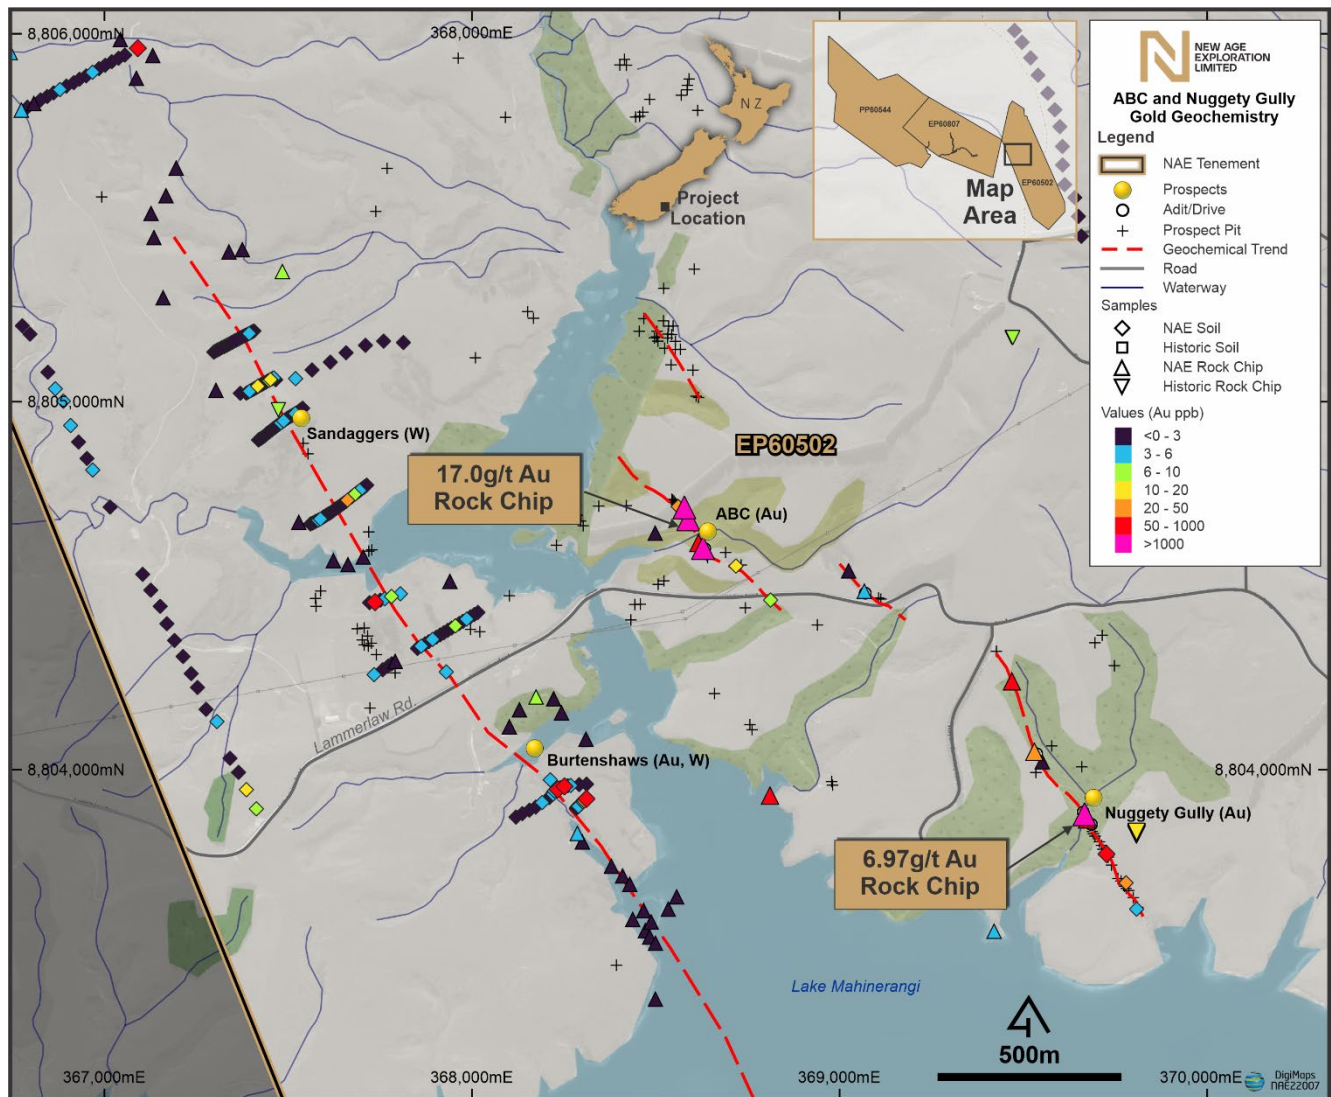 8,806,000mN
368,000mE
NZ
Project
Location
PP60544
EP60807
EP60502
Map
Area
NEW AGE
EXPLORATION
LIMITED
ABC and Nuggety Gully
Gold Geochemistry
Legend
NAE Tenement
Prospects
Adit/Drive
Prospect Pit
Geochemical Trend
Road
Waterway
Samples
NAE Soil
Historic Soil
NAE Rock Chip
Historic Rock Chip
Values (Au ppb)
<0 - 3
3 - 6
6 - 10
10 - 20
20 - 50
50 - 1000
>1000
8,805,000mN
Sandaggers (W)
EP60502
17.0g/t Au
Rock Chip
ABC (Au)
Lammerlaw Rd.
Burtenshaws (Au, W)
8,804,000mN
8,804,000mN
Nuggety Gully (Au)
6.97g/t Au
Rock Chip
Lake Mahinerangi
500m
367,000mE
368,000mE
369,000mE
370,000mE
DigiMaps
NAE22007